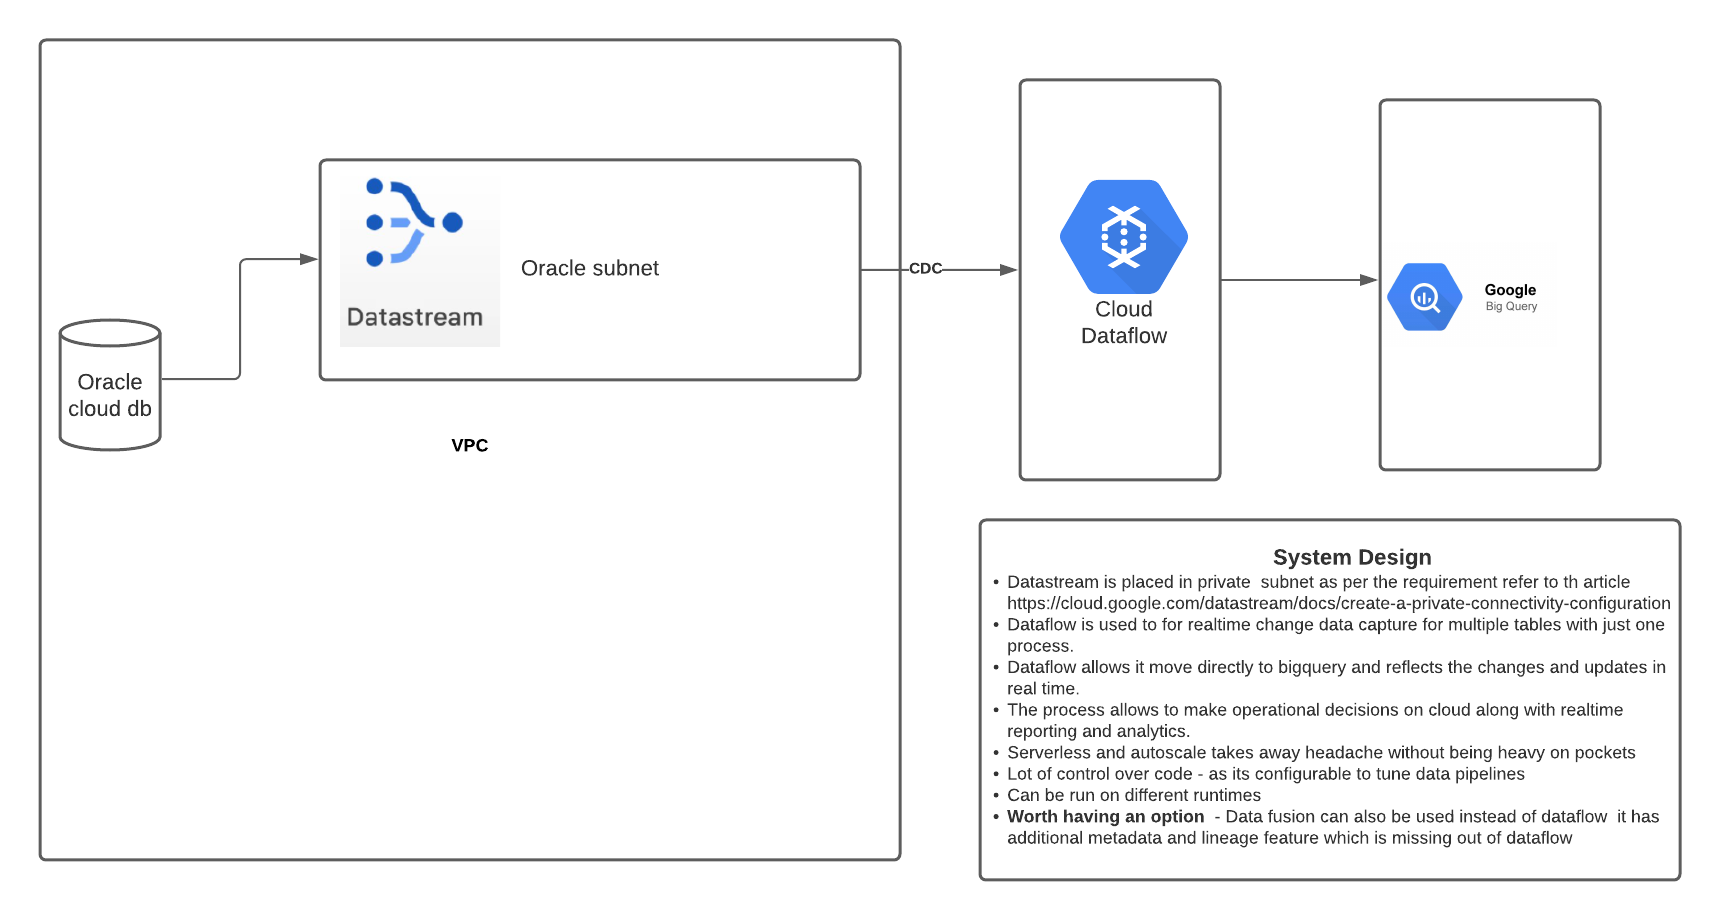 Datastream
Oracle subnet
Oracle
cloud db
VPC
CDC
Cloud
Dataflow
Google
Big Query
System Design
• Datastream is placed in private  subnet as per the requirement refer to th article
https://cloud.google.com/datastream/docs/create-a-private-connectivity-configuration
• Dataflow is used to for realtime change data capture for multiple tables with just one
process.
• Dataflow allows it move directly to bigquery and reflects the changes and updates in
real time.
• The process allows to make operational decisions on cloud along with realtime
reporting and analytics.
• Serverless and autoscale takes away headache without being heavy on pockets
• Lot of control over code - as its configurable to tune data pipelines
• Can be run on different runtimes
• Worth having an option  - Data fusion can also be used instead of dataflow  it has
additional metadata and lineage feature which is missing out of dataflow